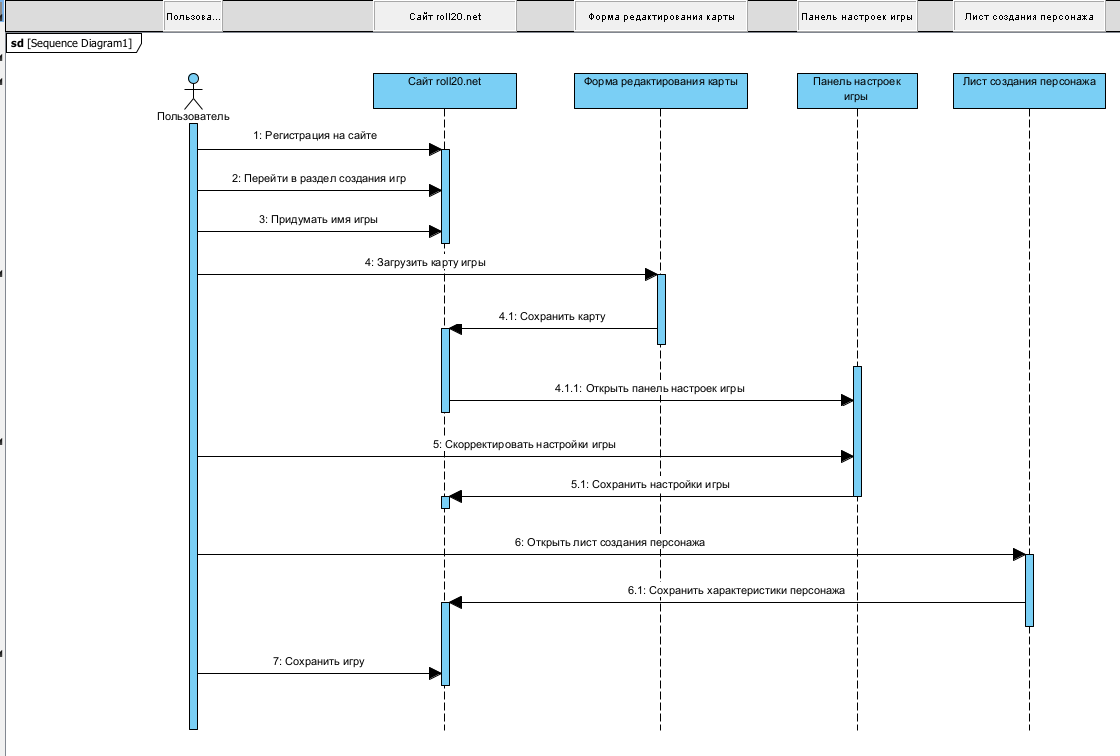 Пользова...
Сайт roll20.net
Форма редактирования карты
Панель настроек игры
Лист создания персонажа
sd [Sequence Diagram1]
Пользователь
Сайт roll20.net
Форма редактирования карты
Панель настроек
игры
Лист создания персонажа
1: Регистрация на сайте
2: Перейти в раздел создания игр
3: Придумать имя игры
4: Загрузить карту игры
4.1: Сохранить карту
4.1.1: Открыть панель настроек игры
5: Скорректировать настройки игры
5.1: Сохранить настройки игры
6: Открыть лист создания персонажа
6.1: Сохранить характеристики персонажа
7: Сохранить игру